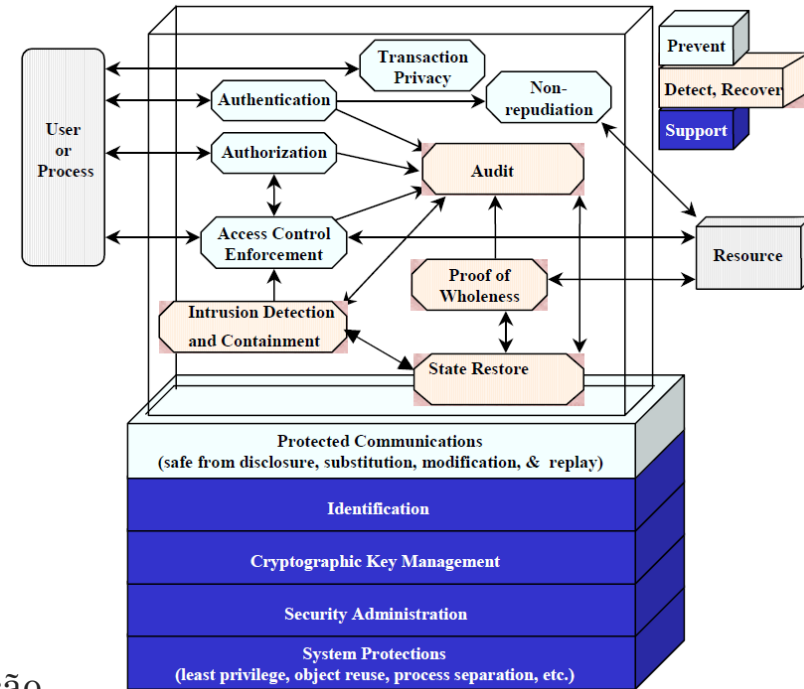 Transaction
Privacy
Prevent
Detect, Recover
Support
User
or
Process
Authentication
Non-
repudiation
Authorization
Audit
Access Control
Enforcement
Resource
Proof of
Wholeness
Intrusion Detection
and Containment
State Restore
Protected Communications
(safe from disclosure, substitution, modification, & replay)
Identification
Cryptographic Key Management
Security Administration
System Protections
(least privilege, object reuse, process separation, etc.)
ão